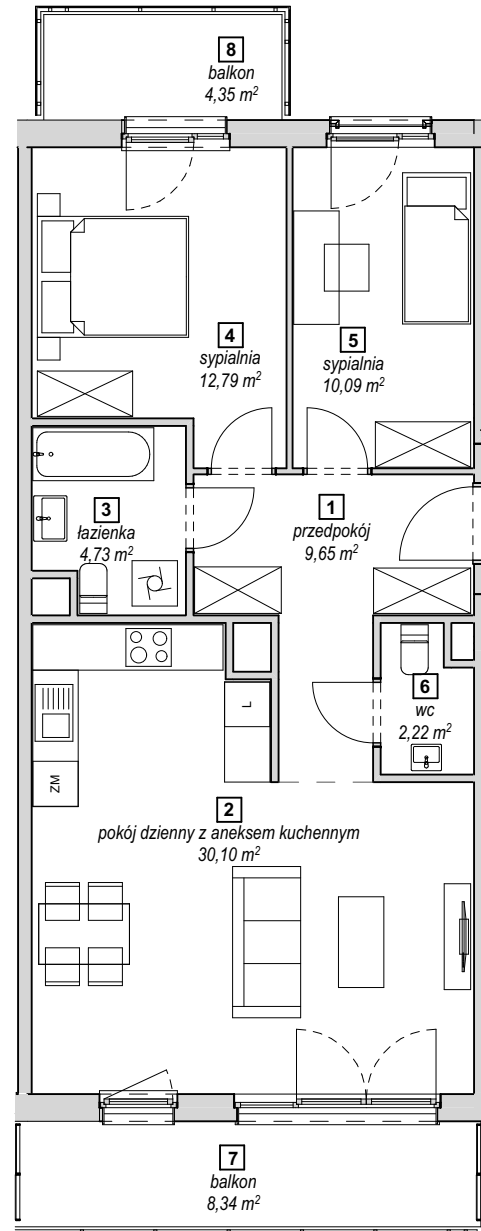 8
balkon
4,35 m²
4
sypialnia
12,79 m²
5
sypialnia
10,09 m²
3
łazienka
4,73 m²
1
przedpokój
9,65 m²
6
wc
2,22 m²
L
ZM
2
pokój dzienny z aneksem kuchennym
30,10 m²
7
balkon
8,34 m²